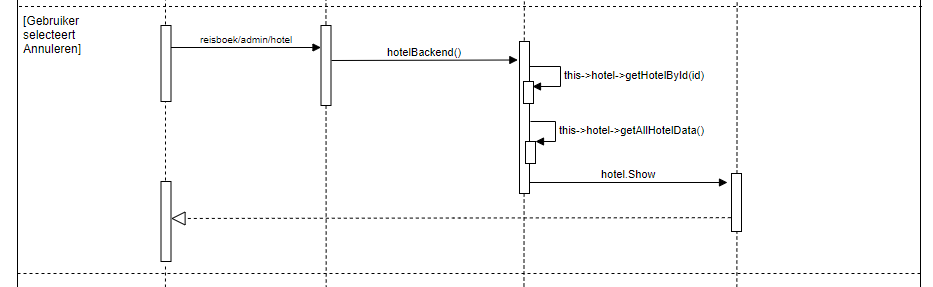 [Gebruiker
selecteert
Annuleren]
reisboek/admin/hotel
hotelBackend()
this->hotel->getHotelById(id)
this->hotel->getAllHotelData()
hotel.Show